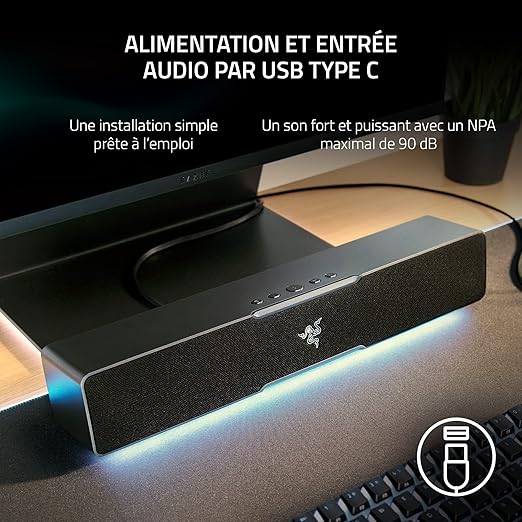 ALIMENTATION ET ENTRÉE
AUDIO PAR USB TYPE C
Une installation simple
prête à l'emploi
Un son fort et puissant avec un NPA
maximal de 90 dB